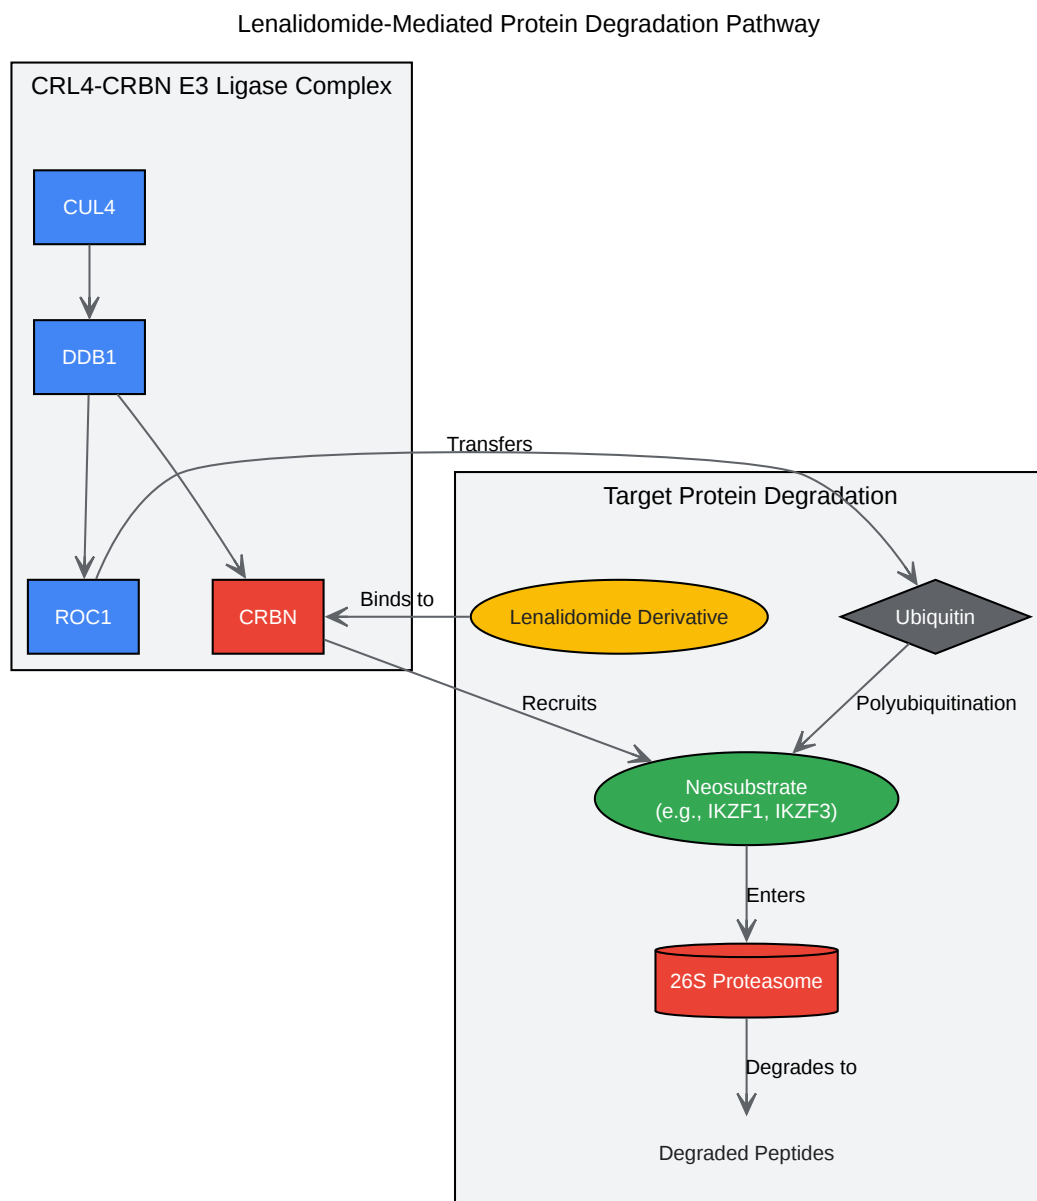 Lenalidomide-Mediated Protein Degradation Pathway
CRL4-CRBN E3 Ligase Complex
CUL4
DDB1
Transfers
Target Protein Degradation
ROC1
CRBN
Binds to
Lenalidomide Derivative
Ubiquitin
Recruits
Polyubiquitination
Neosubstrate
(e.g., IKZF1, IKZF3)
Enters
26S Proteasome
Degrades to
Degraded Peptides